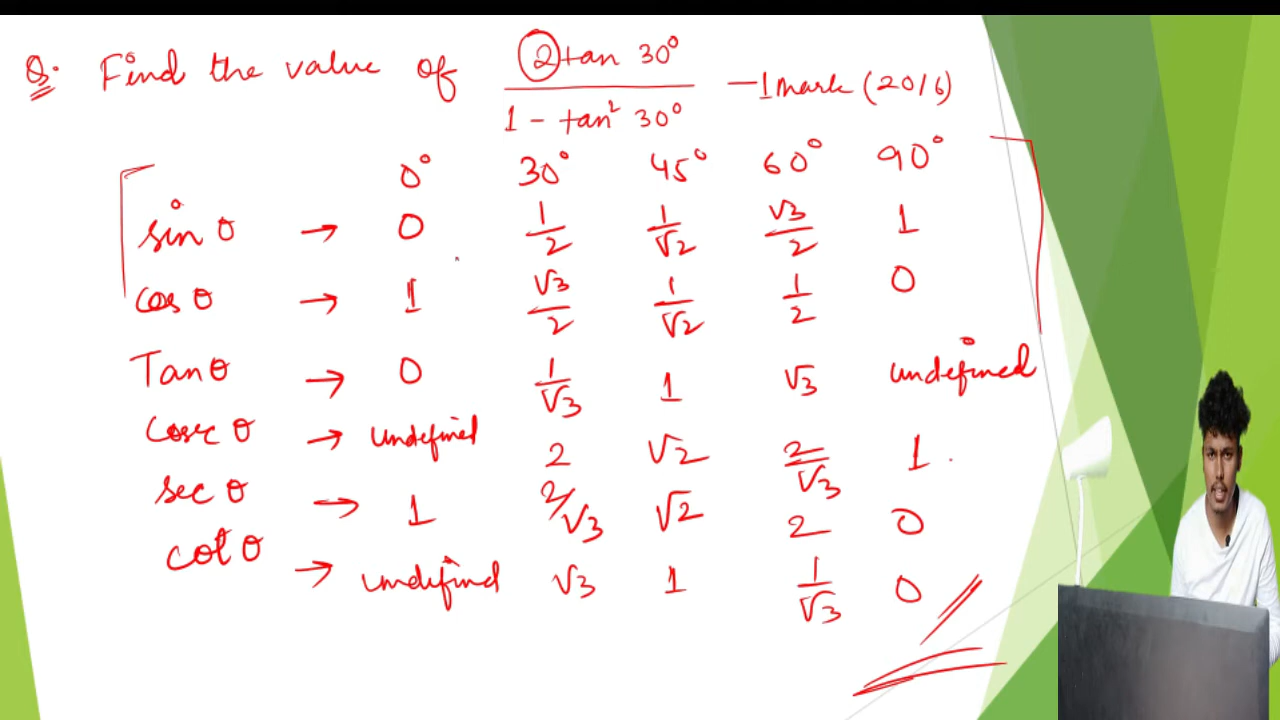 Q. Find the value of 2tan 30° / 1 - tan² 30° - 1 mark (2016)
0° 30° 45° 60° 90°
sin θ → 0 1/2 1/√2 √3/2 1
cos θ → 1 √3/2 1/√2 1/2 0
Tan θ → 0 1/√3 1 √3 undefined
cosec θ → undefined 2 √2 2/√3 1
sec θ → 1 2/√3 √2 2 0
cot θ → undefined √3 1 1/√3 0